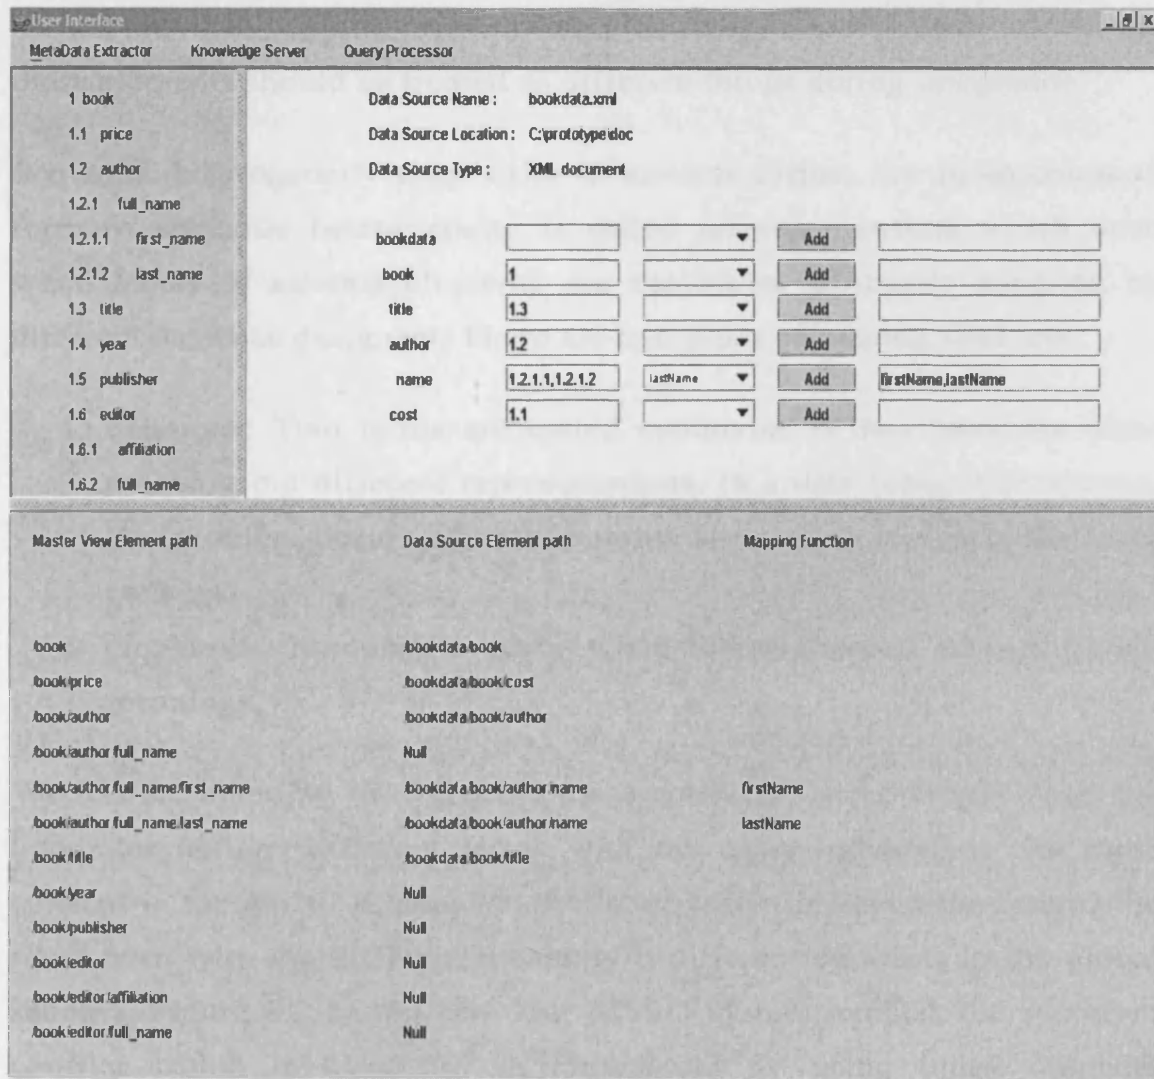 User Interface
MetaData Extractor Knowledge Server Query Processor
1 book
1.1 price
1.2 author
1.2.1 full_name
1.2.1.1 first_name
1.2.1.2 last_name
1.3 title
1.4 year
1.5 publisher
1.6 editor
1.6.1 affiliation
1.6.2 full_name
Data Source Name : bookdata.xml
Data Source Location : C:\prototype\doc
Data Source Type : XML document
bookdata Add
book 1 Add
title 1.3 Add
author 1.2 Add
name 1.2.1.1,1.2.1.2 lastName Add firstName,lastName
cost 1.1 Add
Master View Element path Data Source Element path Mapping Function
/book /bookdata/book
/book/price /bookdata/book/cost
/book/author /bookdata/book/author
/book/author/full_name Null
/book/author/full_name/first_name /bookdata/book/author/name firstName
/book/author/full_name/last_name /bookdata/book/author/name lastName
/book/title /bookdata/book/title
/book/year Null
/book/publisher Null
/book/editor Null
/book/editor/affiliation Null
/book/editor/full_name Null